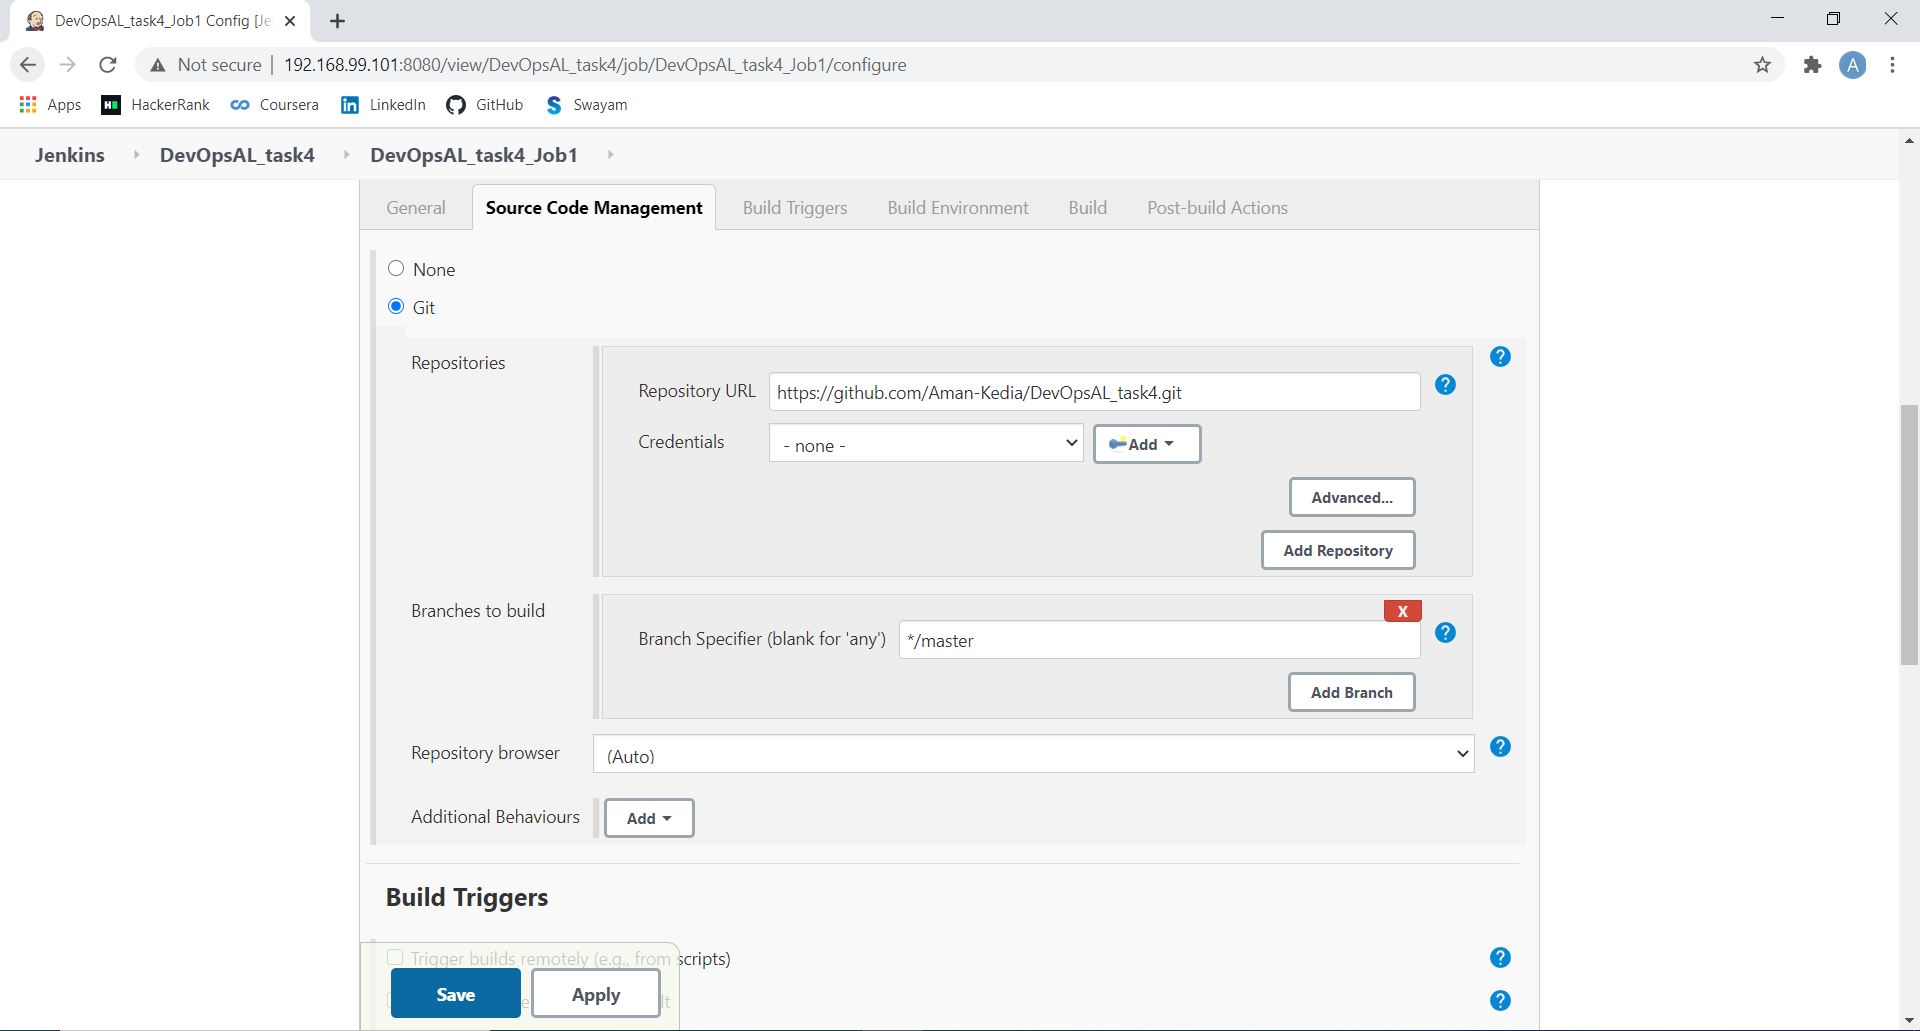 DevOpsAL_task4_Job1 Config [Je
Not secure 192.168.99.101:8080/view/DevOpsAL_task4/job/DevOpsAL_task4_Job1/configure A
Apps HackerRank Coursera LinkedIn GitHub Swayam
Jenkins DevOpsAL_task4 DevOpsAL_task4_Job1
General Source Code Management Build Triggers Build Environment Build Post-build Actions
None
Git
Repositories
Repository URL https://github.com/Aman-Kedia/DevOpsAL_task4.git
Credentials - none - Add
Advanced...
Add Repository
Branches to build
X
Branch Specifier (blank for 'any') */master
Add Branch
Repository browser (Auto)
Additional Behaviours Add
Build Triggers
Trigger builds remotely (e.g., from scripts)
Save Apply